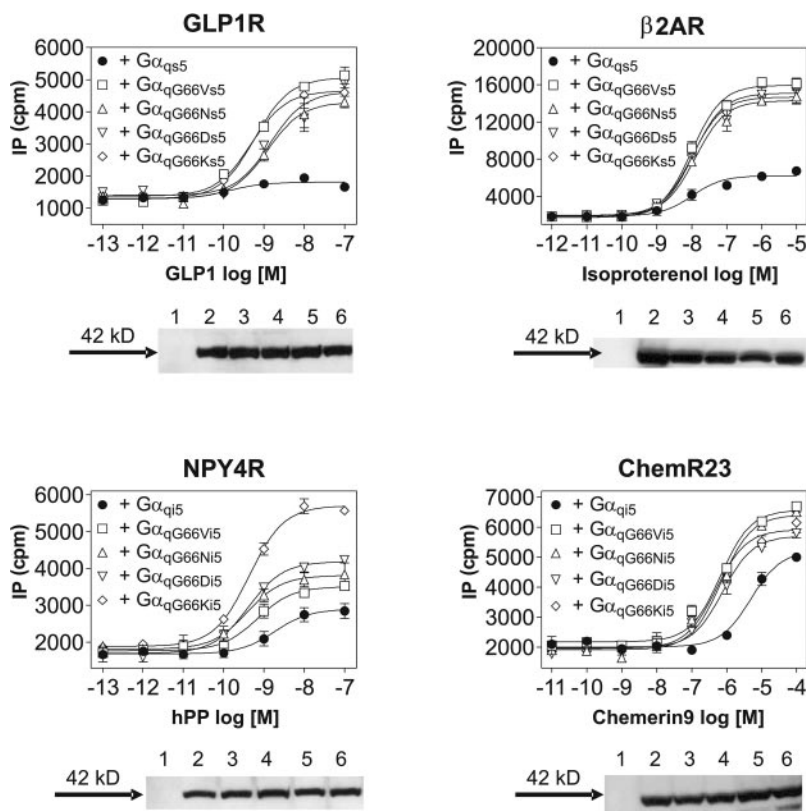 GLP1R
IP (cpm)
6000
5000
4000
3000
2000
1000
+ Gαqs5
+ GαqG66Vs5
+ GαqG66Ns5
+ GαqG66Ds5
+ GαqG66Ks5
-13 -12 -11 -10 -9 -8 -7
GLP1 log [M]
42 kD
1 2 3 4 5 6
β2AR
IP (cpm)
20000
16000
12000
8000
4000
+ Gαqs5
+ GαqG66Vs5
+ GαqG66Ns5
+ GαqG66Ds5
+ GαqG66Ks5
-12 -11 -10 -9 -8 -7 -6 -5
Isoproterenol log [M]
42 kD
1 2 3 4 5 6
NPY4R
IP (cpm)
6000
5000
4000
3000
2000
+ Gαqi5
+ GαqG66Vi5
+ GαqG66Ni5
+ GαqG66Di5
+ GαqG66Ki5
-13 -12 -11 -10 -9 -8 -7
hPP log [M]
42 kD
1 2 3 4 5 6
ChemR23
IP (cpm)
7000
6000
5000
4000
3000
2000
+ Gαqi5
+ GαqG66Vi5
+ GαqG66Ni5
+ GαqG66Di5
+ GαqG66Ki5
-11 -10 -9 -8 -7 -6 -5 -4
Chemerin9 log [M]
42 kD
1 2 3 4 5 6